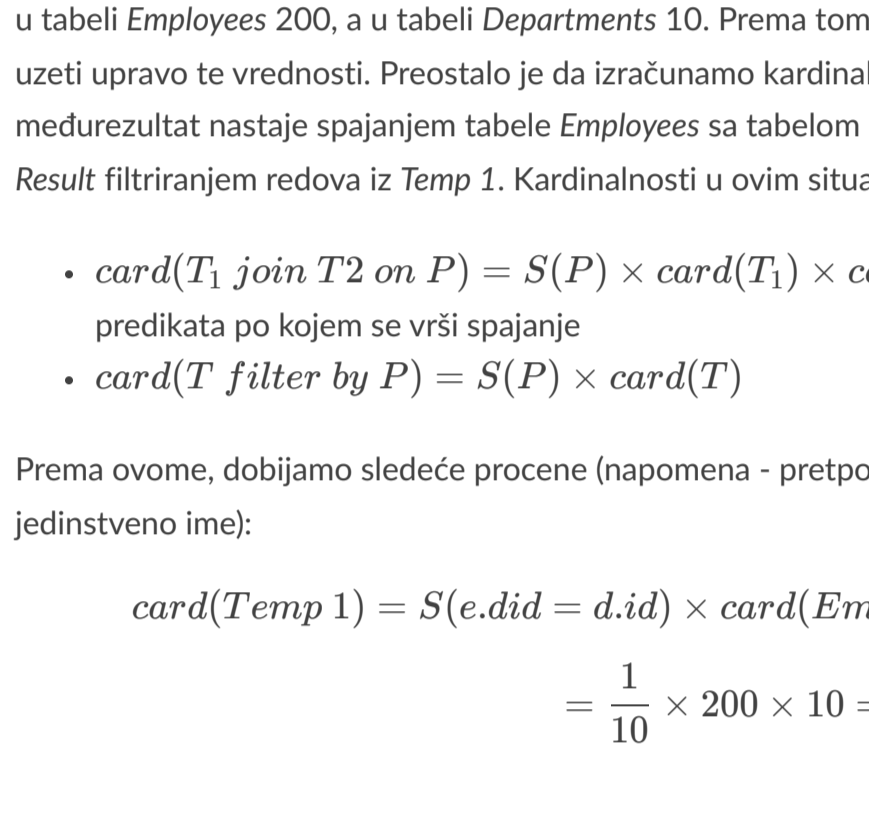 u tabeli Employees 200, a u tabeli Departments 10. Prema tom
uzeti upravo te vrednosti. Preostalo je da izračunamo kardinal
međurezultat nastaje spajanjem tabele Employees sa tabelom
Result filtriranjem redova iz Temp 1. Kardinalnosti u ovim situa
• card(T₁ join T2 on P) = S(P) × card(T₁) × c
predikata po kojem se vrši spajanje
• card(T filter by P) = S(P) × card(T)
Prema ovome, dobijamo sledeće procene (napomena - pretpo
jedinstveno ime):
card(Temp 1) = S(e.did = d.id) × card(Em
= 1/10 × 200 × 10 =